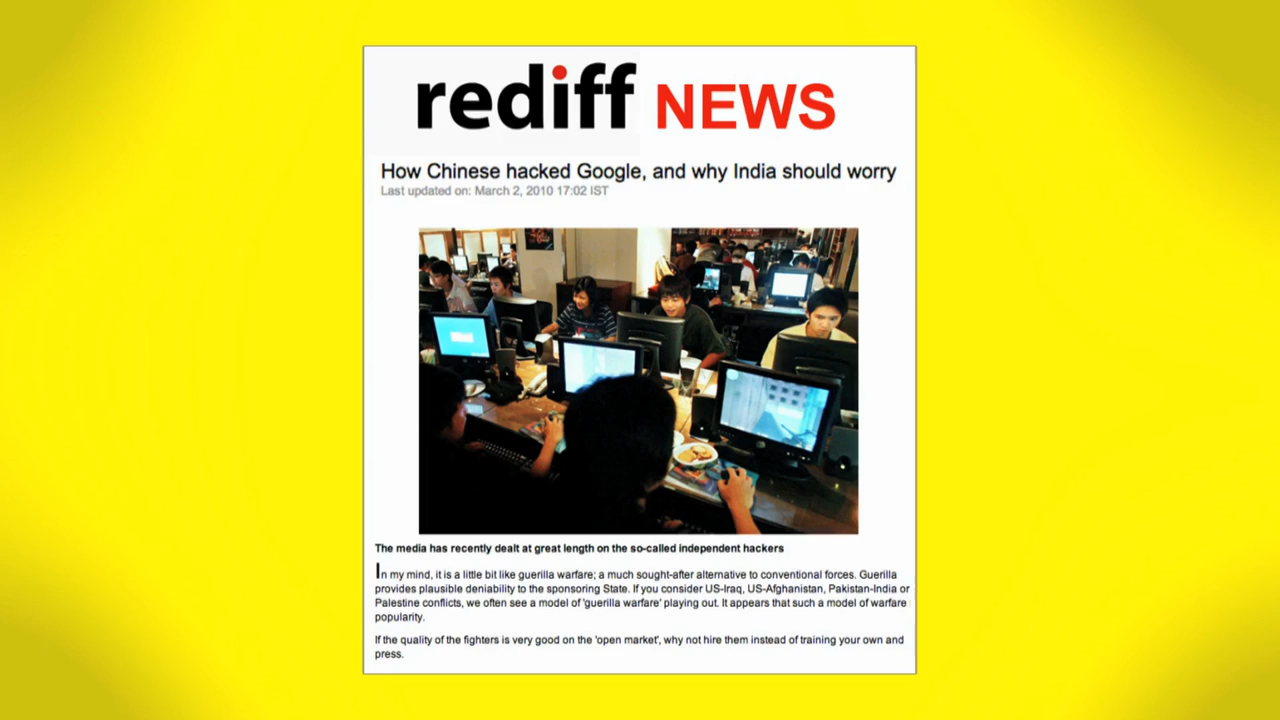 rediff NEWS
How Chinese hacked Google, and why India should worry
Last updated on: March 2, 2010 17:02 IST
The media has recently dealt at great length on the so-called independent hackers
In my mind, it is a little bit like guerilla warfare; a much sought-after alternative to conventional forces. Guerilla
provides plausible deniability to the sponsoring State. If you consider US-Iraq, US-Afghanistan, Pakistan-India or
Palestine conflicts, we often see a model of 'guerilla warfare' playing out. It appears that such a model of warfare
popularity.
If the quality of the fighters is very good on the 'open market', why not hire them instead of training your own and
press.